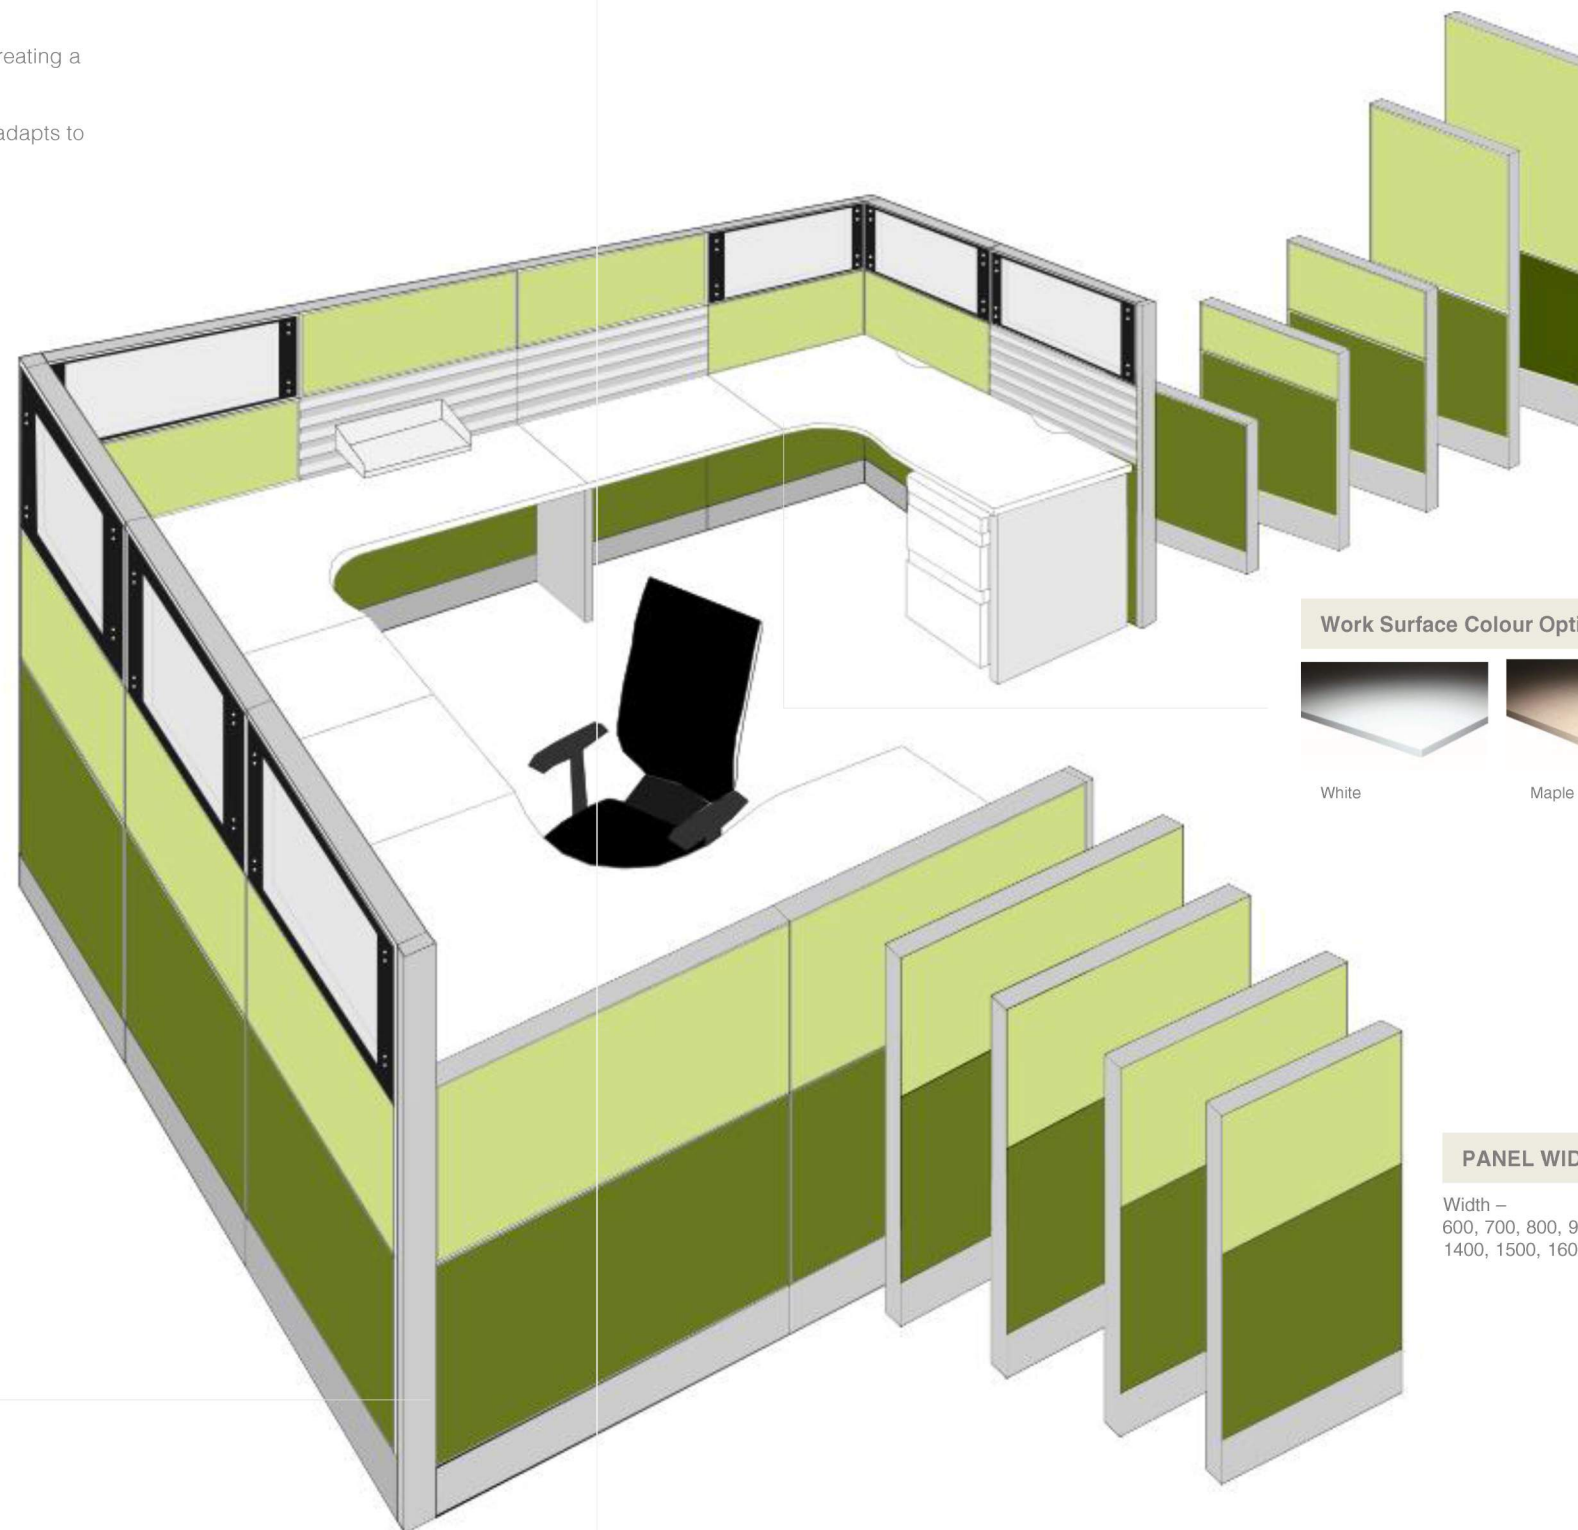 reating a
adapts to
Work Surface Colour Opti
White
Maple
PANEL WID
Width –
600, 700, 800, 9
1400, 1500, 160